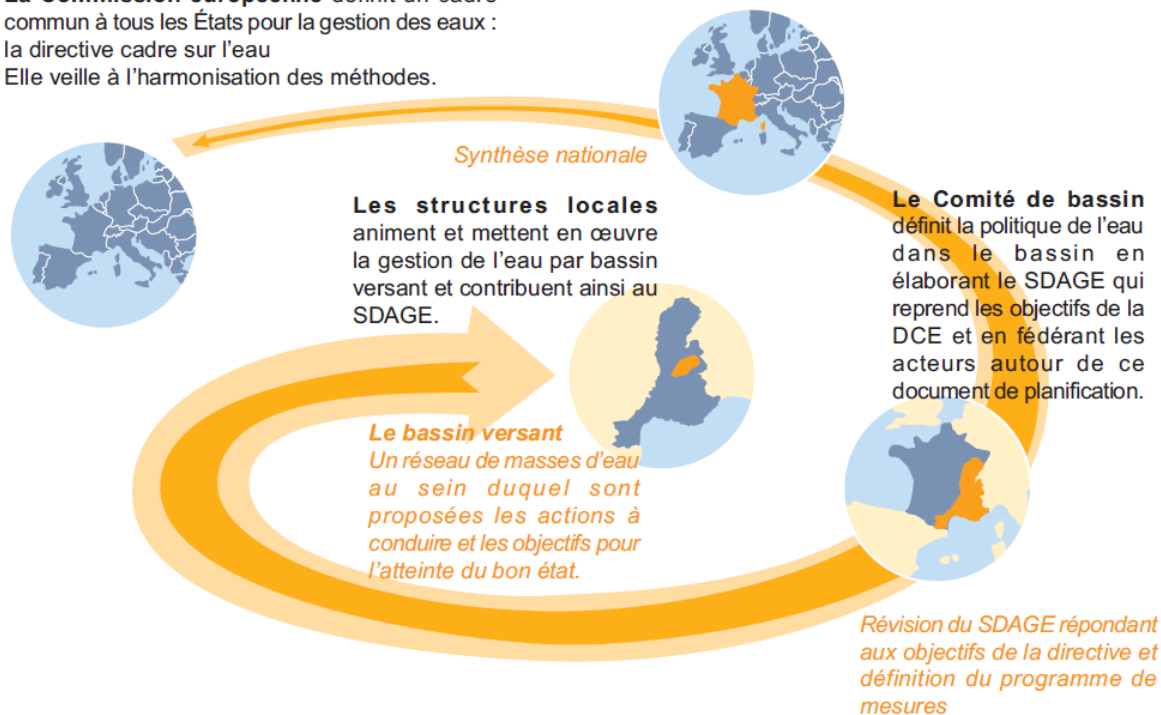 La Commission européenne définit un cadre
commun à tous les États pour la gestion des eaux :
la directive cadre sur l’eau
Elle veille à l’harmonisation des méthodes.
Synthèse nationale
Les structures locales
animent et mettent en œuvre
la gestion de l’eau par bassin
versant et contribuent ainsi au
SDAGE.
Le Comité de bassin
définit la politique de l’eau
dans le bassin en
élaborant le SDAGE qui
reprend les objectifs de la
DCE et en fédérant les
acteurs autour de ce
document de planification.
Le bassin versant
Un réseau de masses d’eau
au sein duquel sont
proposées les actions à
conduire et les objectifs pour
l’atteinte du bon état.
Révision du SDAGE répondant
aux objectifs de la directive et
définition du programme de
mesures